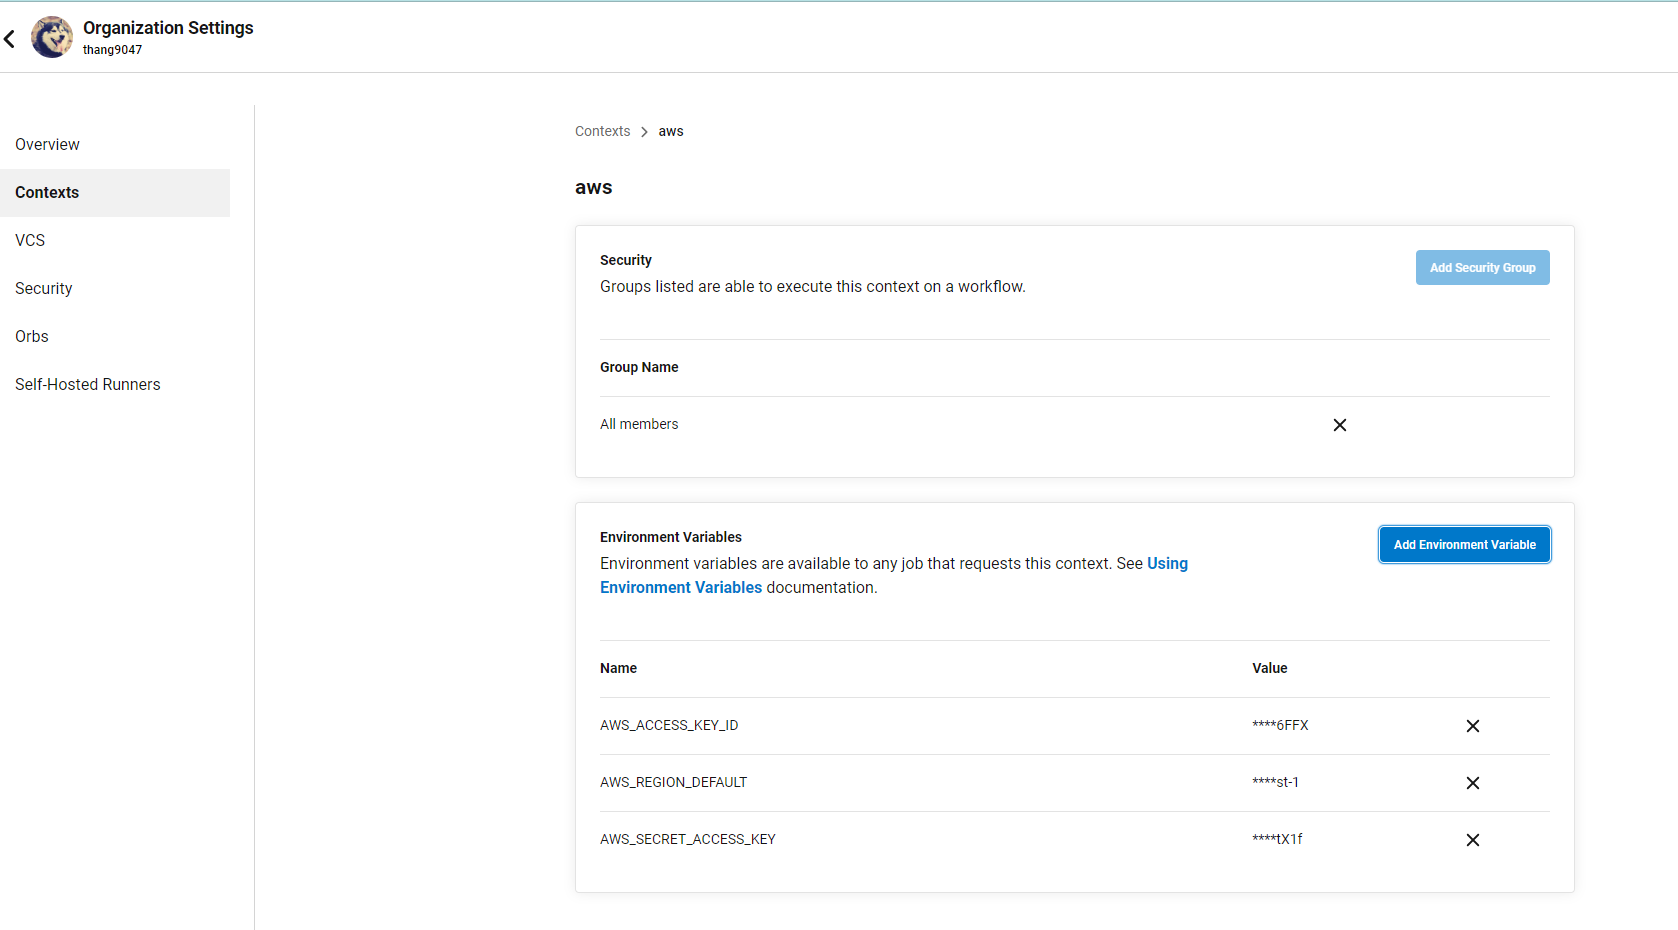 Organization Settings
thang9047
Overview
Contexts
VCS
Security
Orbs
Self-Hosted Runners
Contexts > aws
aws
Security
Groups listed are able to execute this context on a workflow.
Add Security Group
Group Name
All members
Environment Variables
Environment variables are available to any job that requests this context. See Using
Environment Variables documentation.
Add Environment Variable
Name Value
AWS_ACCESS_KEY_ID ****6FFX
AWS_REGION_DEFAULT ****st-1
AWS_SECRET_ACCESS_KEY ****tX1f